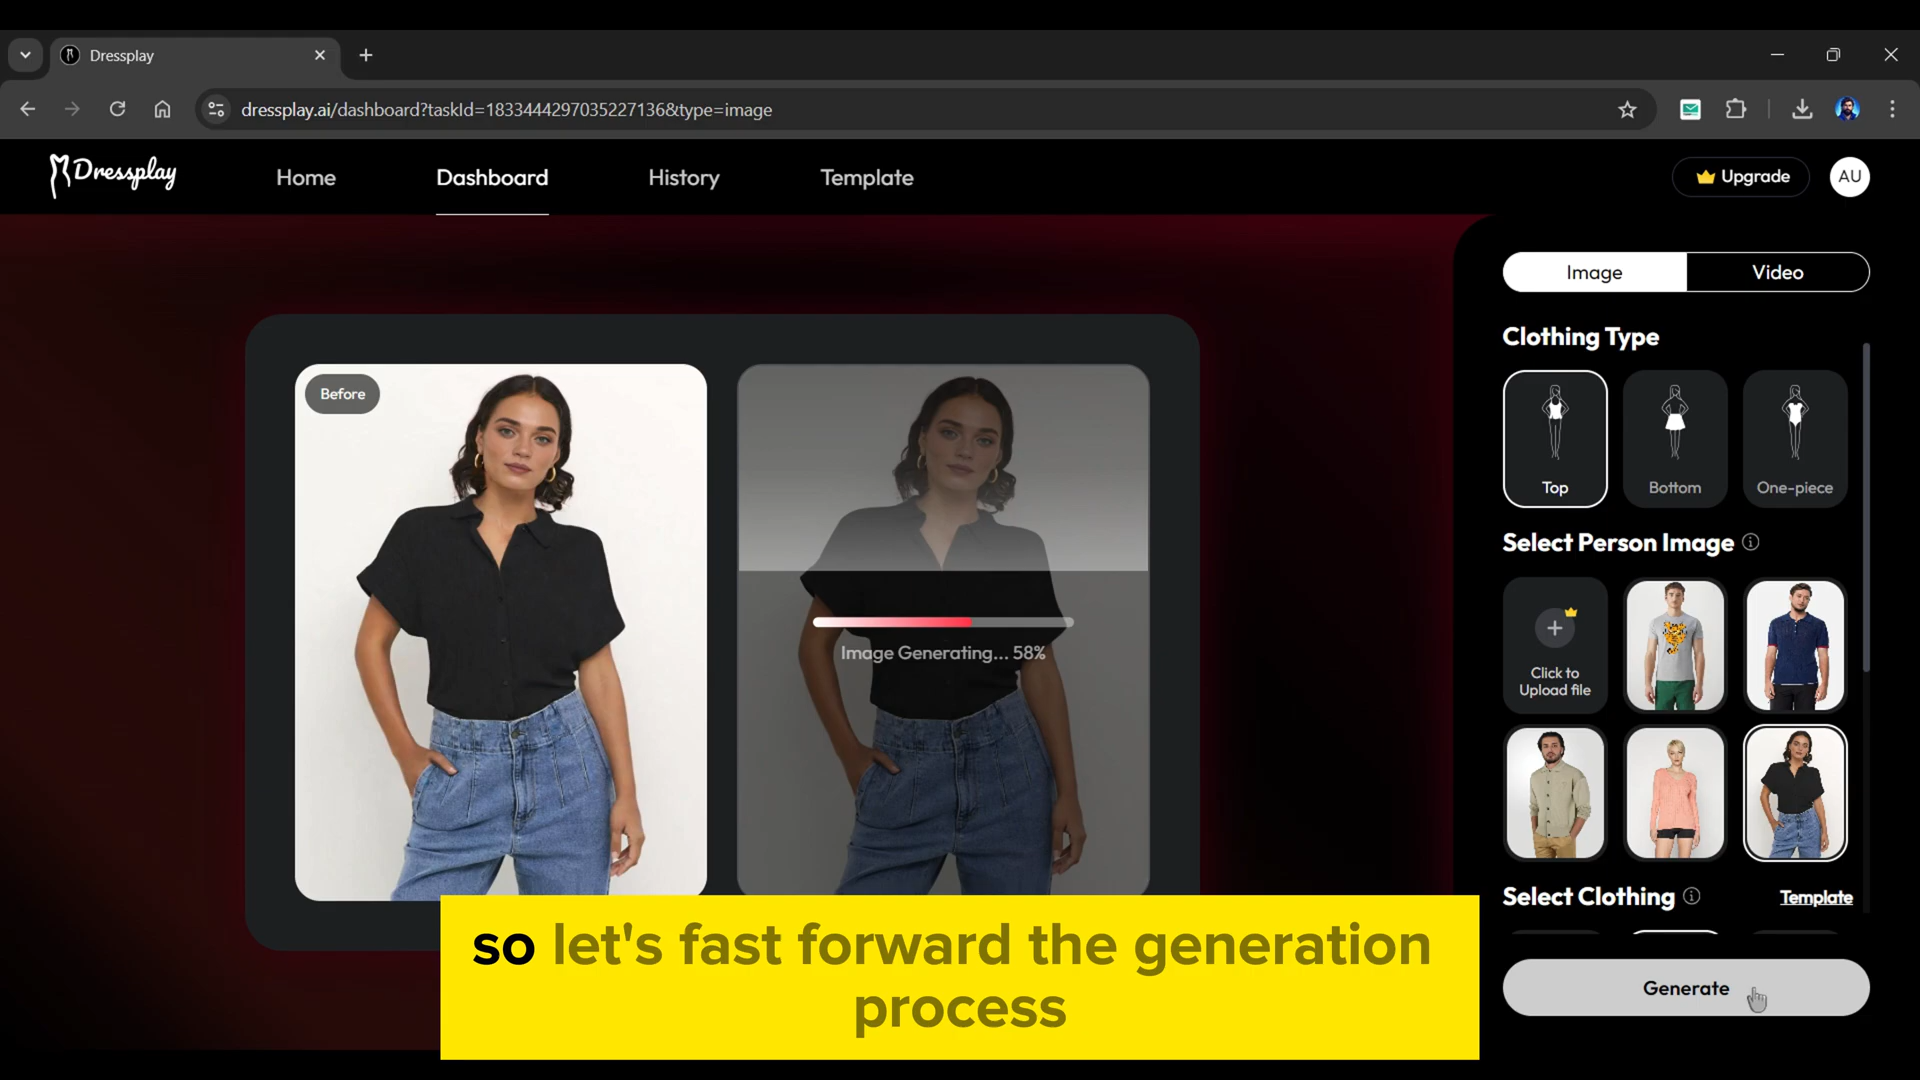 Dressplay
dressplay.ai/dashboard?taskId=1833444297035227136&type=image
Dressplay
Home
Dashboard
History
Template
Upgrade
AU
Image
Video
Clothing Type
Top
Bottom
One-piece
Select Person Image
Click to
Upload file
Before
Image Generating... 58%
Select Clothing
Template
Generate
so let's fast forward the generation
process